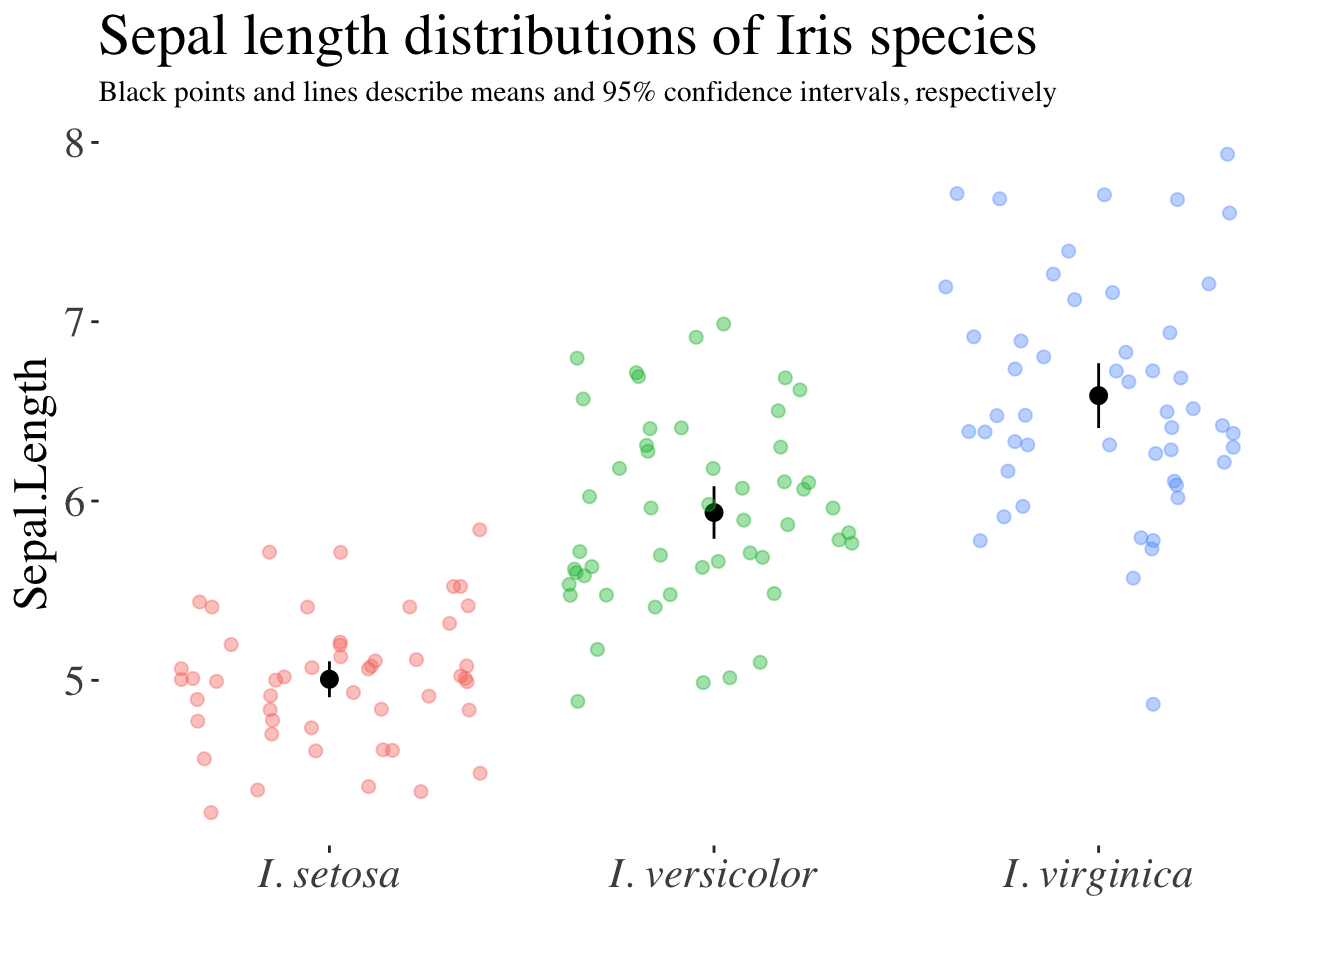 Sepal length distributions of Iris species
Black points and lines describe means and 95% confidence intervals, respectively
8
7
6
5
Sepal.Length
I. setosa
I. versicolor
I. virginica